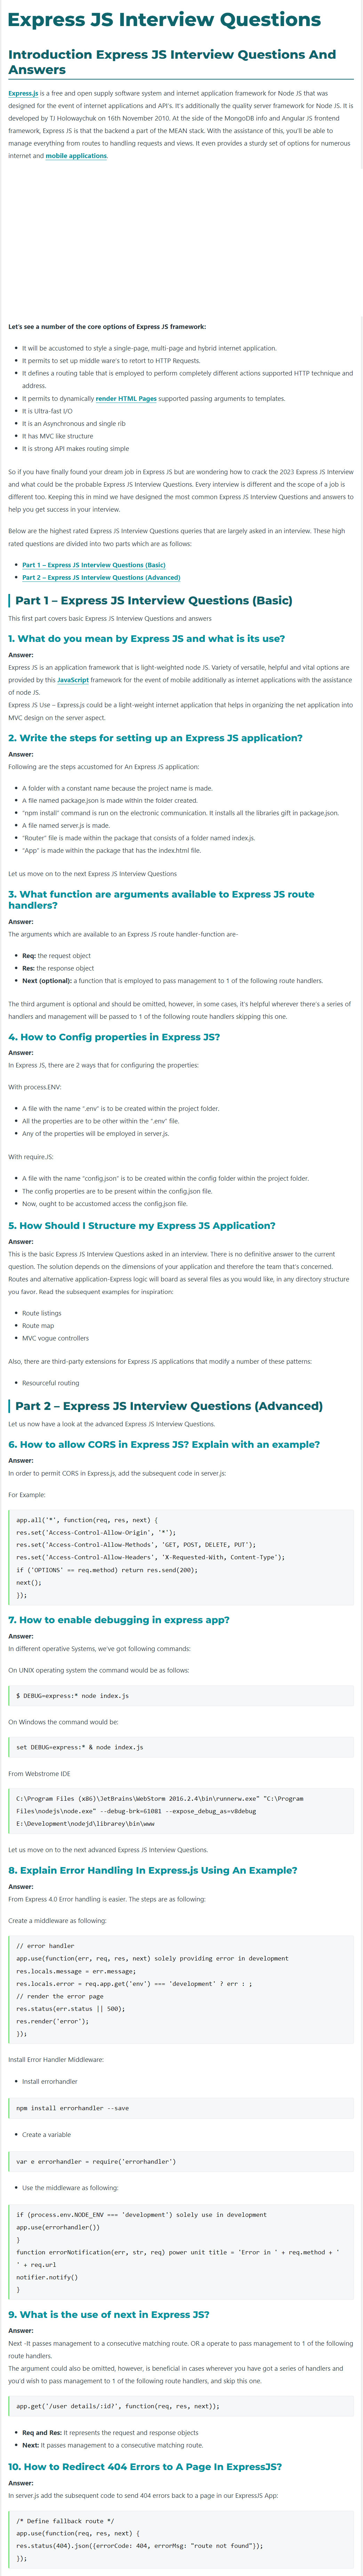 Express JS Interview Questions
Introduction Express JS Interview Questions And
Answers
Express.js is a free and open supply software system and internet application framework for Node JS that was
designed for the event of internet applications and API's. It's additionally the quality server framework for Node JS. It is
developed by TJ Holowaychuk on 16th November 2010. At the side of the MongoDB info and Angular JS frontend
framework, Express JS is that the backend a part of the MEAN stack. With the assistance of this, you'll be able to
manage everything from routes to handling requests and views. It even provides a sturdy set of options for numerous
internet and mobile applications.
Let's see a number of the core options of Express JS framework:
It will be accustomed to style a single-page, multi-page and hybrid internet application.
It permits to set up middle ware's to retort to HTTP Requests.
It defines a routing table that is employed to perform completely different actions supported HTTP technique and
address.
It permits to dynamically render HTML Pages supported passing arguments to templates.
It is Ultra-fast I/O
It is an Asynchronous and single rib
It has MVC like structure
It is strong API makes routing simple
So if you have finally found your dream job in Express JS but are wondering how to crack the 2023 Express JS Interview
and what could be the probable Express JS Interview Questions. Every interview is different and the scope of a job is
different too. Keeping this in mind we have designed the most common Express JS Interview Questions and answers to
help you get success in your interview.
Below are the highest rated Express JS Interview Questions queries that are largely asked in an interview. These high
rated questions are divided into two parts which are as follows:
Part 1 – Express JS Interview Questions (Basic)
Part 2 – Express JS Interview Questions (Advanced)
Part 1 – Express JS Interview Questions (Basic)
This first part covers basic Express JS Interview Questions and answers
1. What do you mean by Express JS and what is its use?
Answer:
Express JS is an application framework that is light-weighted node JS. Variety of versatile, helpful and vital options are
provided by this JavaScript framework for the event of mobile additionally as internet applications with the assistance
of node JS.
Express JS Use – Express.js could be a light-weight internet application that helps in organizing the net application into
MVC design on the server aspect.
2. Write the steps for setting up an Express JS application?
Answer:
Following are the steps accustomed for An Express JS application:
A folder with a constant name because the project name is made.
A file named package.json is made within the folder created.
"npm install" command is run on the electronic communication. It installs all the libraries gift in package.json.
A file named server.js is made.
"Router" file is made within the package that consists of a folder named index.js.
"App" is made within the package that has the index.html file.
Let us move on to the next Express JS Interview Questions
3. What function are arguments available to Express JS route
handlers?
Answer:
The arguments which are available to an Express JS route handler-function are-
Req: the request object
Res: the response object
Next (optional): a function that is employed to pass management to 1 of the following route handlers.
The third argument is optional and should be omitted, however, in some cases, it's helpful wherever there's a series of
handlers and management will be passed to 1 of the following route handlers skipping this one.
4. How to Config properties in Express JS?
Answer:
In Express JS, there are 2 ways that for configuring the properties:
With process.ENV:
A file with the name ".env" is to be created within the project folder.
All the properties are to be other within the ".env" file.
Any of the properties will be employed in server.js.
With require.JS:
A file with the name "config.json" is to be created within the config folder within the project folder.
The config properties are to be present within the config.json file.
Now, ought to be accustomed access the config.json file.
5. How Should I Structure my Express JS Application?
Answer:
This is the basic Express JS Interview Questions asked in an interview. There is no definitive answer to the current
question. The solution depends on the dimensions of your application and therefore the team that's concerned.
Routes and alternative application-Express logic will board as several files as you would like, in any directory structure
you favor. Read the subsequent examples for inspiration:
Route listings
Route map
MVC vogue controllers
Also, there are third-party extensions for Express JS applications that modify a number of these patterns:
Resourceful routing
Part 2 – Express JS Interview Questions (Advanced)
Let us now have a look at the advanced Express JS Interview Questions.
6. How to allow CORS in Express JS? Explain with an example?
Answer:
In order to permit CORS in Express.js, add the subsequent code in server.js:
For Example:
app.all('*', function(req, res, next) {
res.set('Access-Control-Allow-Origin', '*');
res.set('Access-Control-Allow-Methods', 'GET, POST, DELETE, PUT');
res.set('Access-Control-Allow-Headers', 'X-Requested-With, Content-Type');
if ('OPTIONS' == req.method) return res.send(200);
next();
});
7. How to enable debugging in express app?
Answer:
In different operative Systems, we've got following commands:
On UNIX operating system the command would be as follows:
$ DEBUG=express:* node index.js
On Windows the command would be:
set DEBUG=express:* & node index.js
From Webstrome IDE
C:\Program Files (x86)\JetBrains\WebStorm 2016.2.4\bin\runnerw.exe" "C:\Program
Files\nodejs\node.exe" --debug-brk=61081 --expose_debug_as=v8debug
E:\Development\nodejd\librarey\bin\www
Let us move on to the next advanced Express JS Interview Questions.
8. Explain Error Handling In Express.js Using An Example?
Answer:
From Express 4.0 Error handling is easier. The steps are as following:
Create a middleware as following:
// error handler
app.use(function(err, req, res, next) solely providing error in development
res.locals.message = err.message;
res.locals.error = req.app.get('env') === 'development' ? err : ;
// render the error page
res.status(err.status || 500);
res.render('error');
});
Install Error Handler Middleware:
Install errorhandler
npm install errorhandler --save
Create a variable
var e errorhandler = require('errorhandler')
Use the middleware as following:
if (process.env.NODE_ENV === 'development') solely use in development
app.use(errorhandler())
}
function errorNotification(err, str, req) power unit title = 'Error in ' + req.method + '
' + req.url
notifier.notify()
}
9. What is the use of next in Express JS?
Answer:
Next -It passes management to a consecutive matching route. OR a operate to pass management to 1 of the following
route handlers.
The argument could also be omitted, however, is beneficial in cases wherever you have got a series of handlers and
you'd wish to pass management to 1 of the following route handlers, and skip this one.
app.get('/user details/:id?', function(req, res, next));
Req and Res: It represents the request and response objects
Next: It passes management to a consecutive matching route.
10. How to Redirect 404 Errors to A Page In ExpressJS?
Answer:
In server.js add the subsequent code to send 404 errors back to a page in our ExpressJS App:
/* Define fallback route */
app.use(function(req, res, next) {
res.status(404).json({errorCode: 404, errorMsg: "route not found"});
});